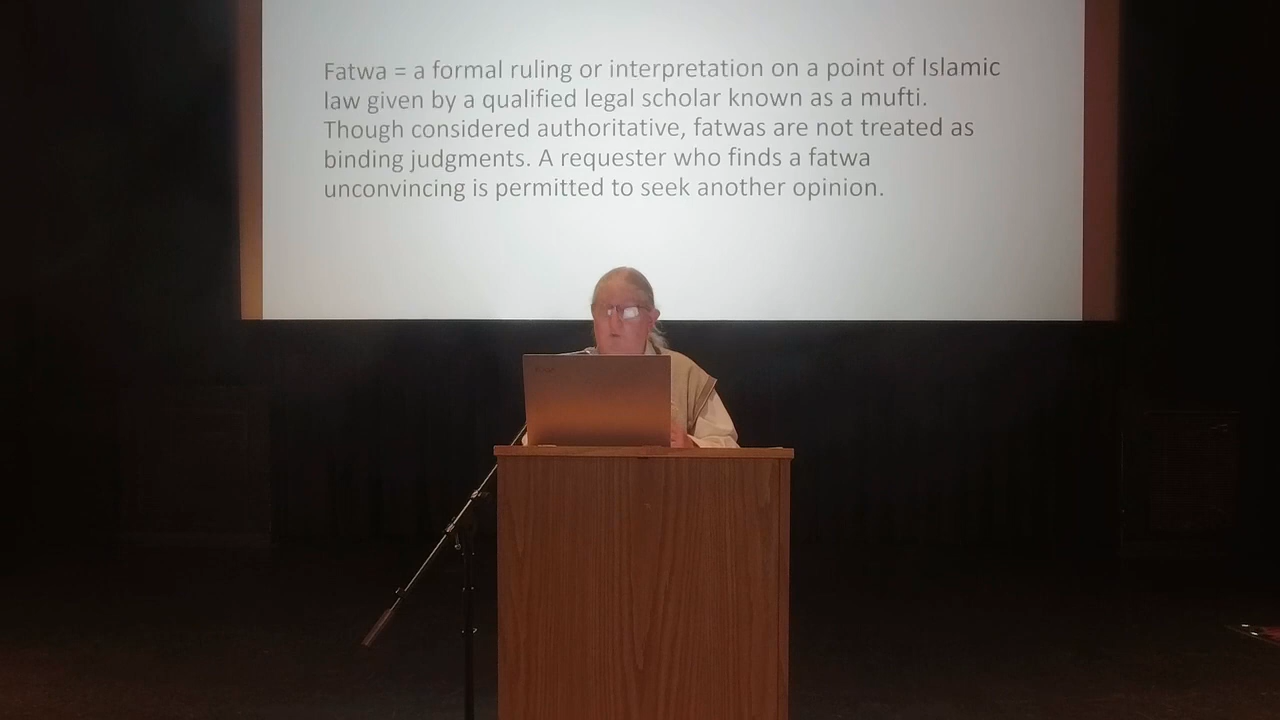 Fatwa = a formal ruling or interpretation on a point of Islamic
law given by a qualified legal scholar known as a mufti.
Though considered authoritative, fatwas are not treated as
binding judgments. A requester who finds a fatwa
unconvincing is permitted to seek another opinion.